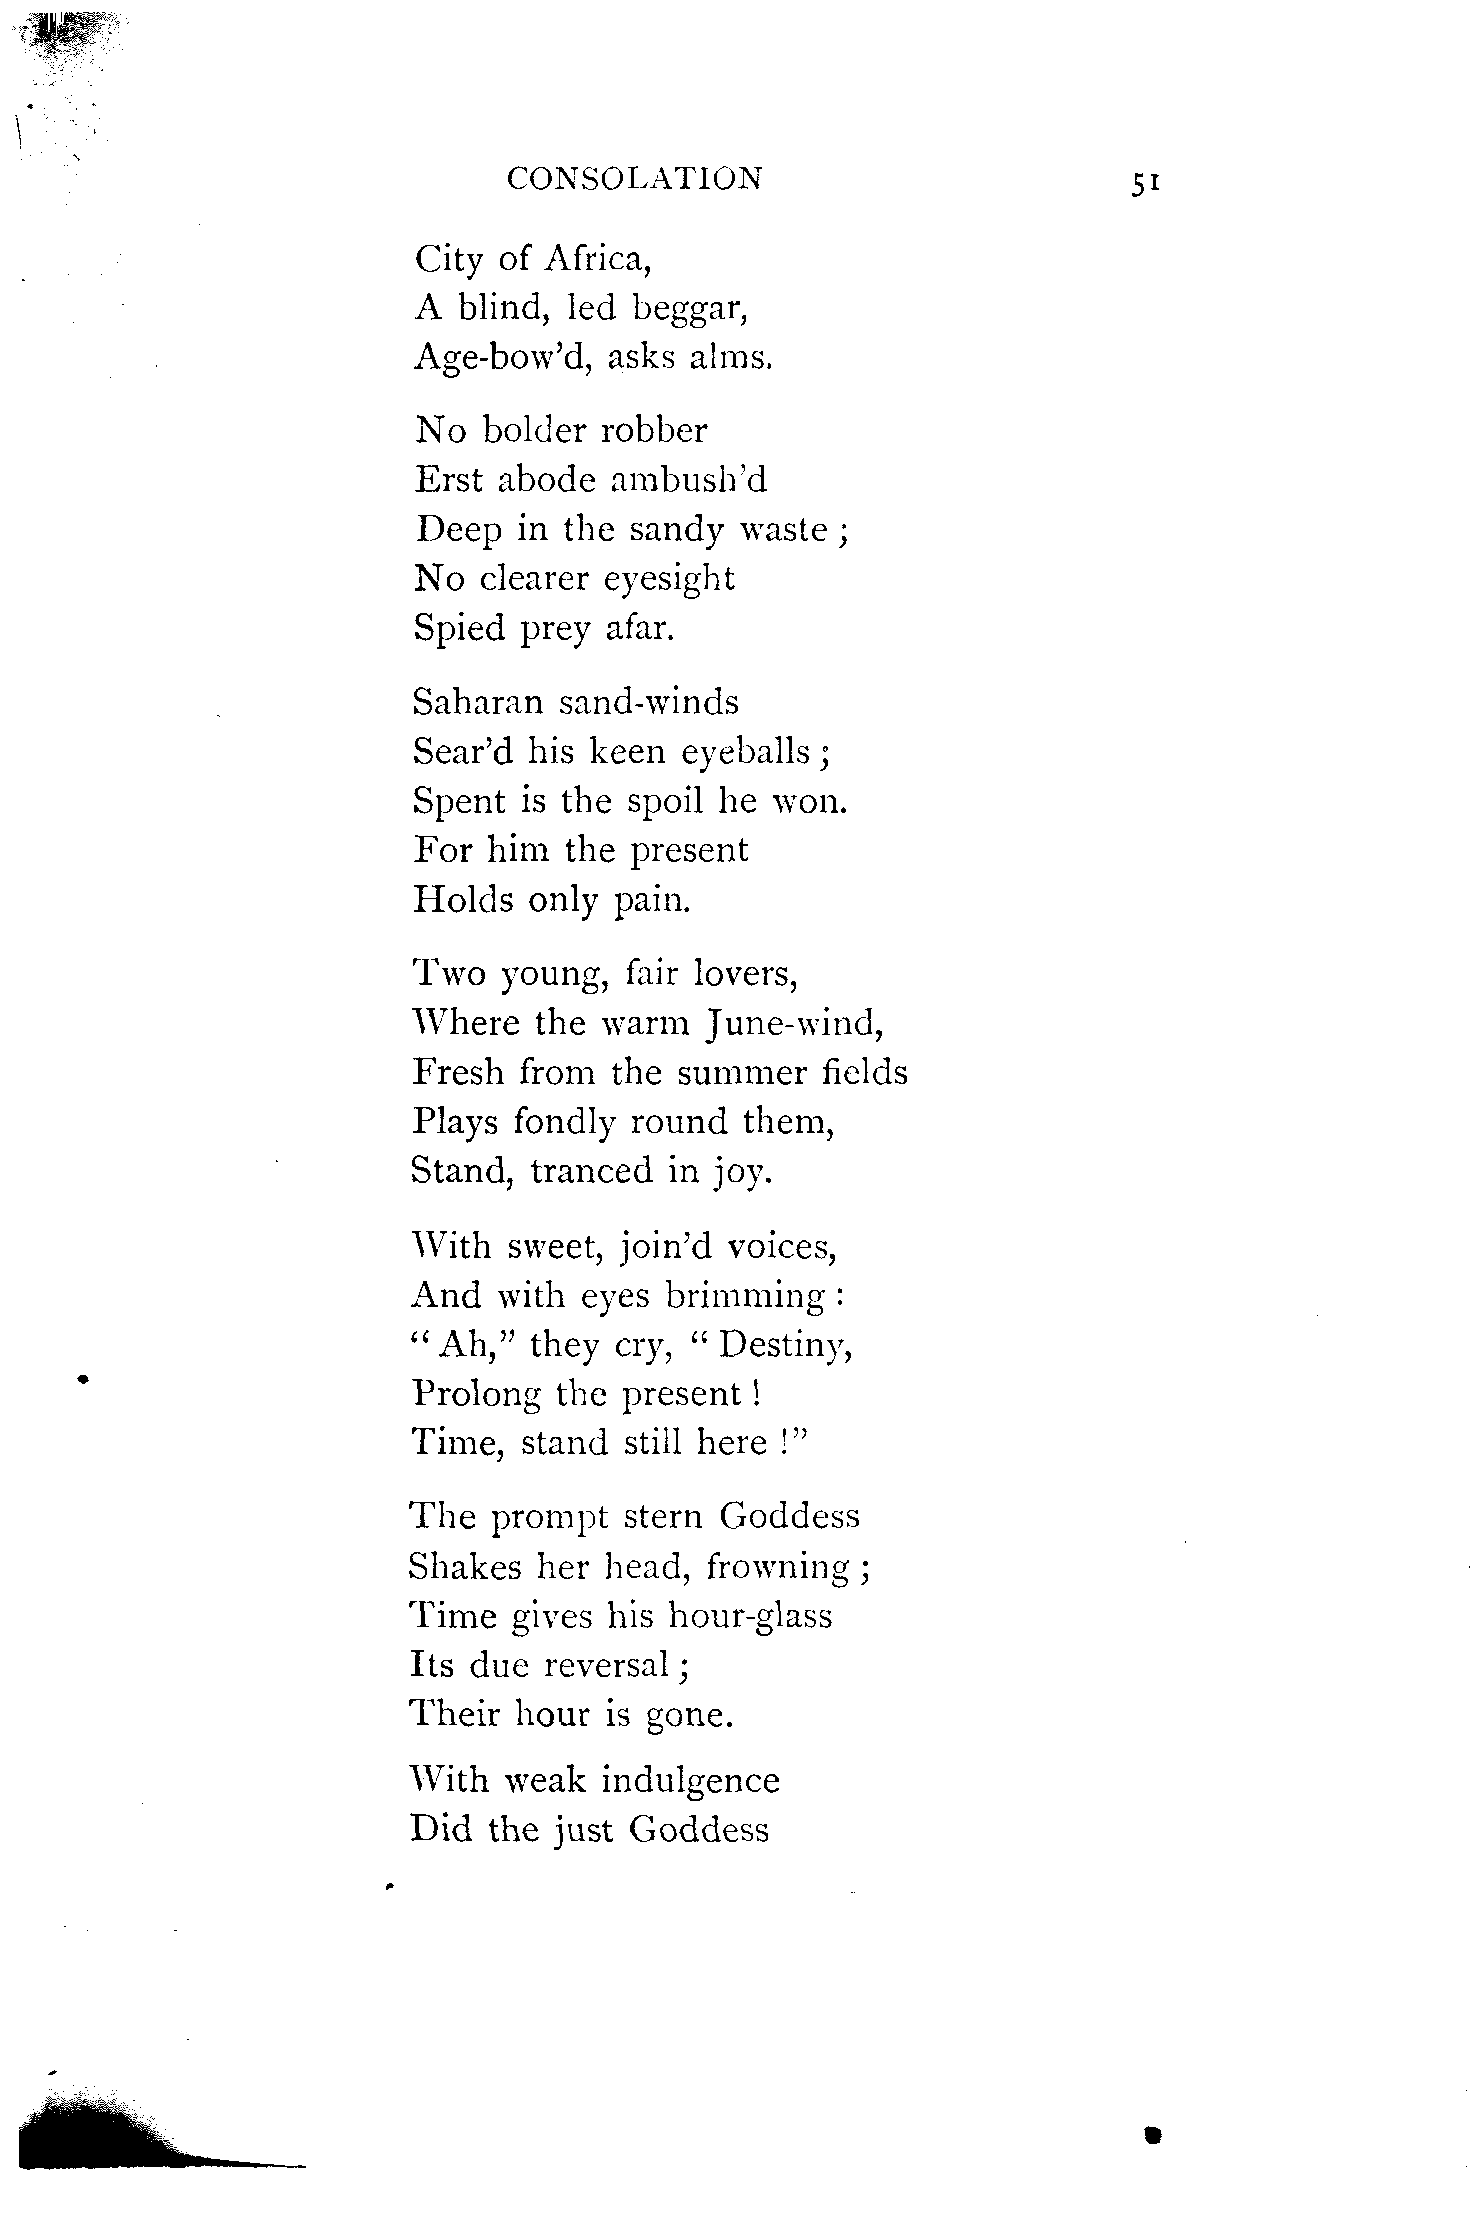 CONSOLATION 51
City of Africa,
A blind, led beggar,
Age-bow'd, asks alms.
No bolder robber
Erst abode ambush'd
Deep in the sandy waste ;
No clearer eyesight
Spied prey afar.
Saharan sand-winds
Sear'd his keen eyeballs ;
Spent is the spoil he won.
For him the present
Holds only pain.
Two young, fair lovers,
Where the warm June-wind,
Fresh from the summer fields
Plays fondly round them,
Stand, tranced in joy.
With sweet, join'd voices,
And with eyes brimming :
“ Ah,” they cry, “ Destiny,
Prolong the present !
Time, stand still here !”
The prompt stern Goddess
Shakes her head, frowning ;
Time gives his hour-glass
Its due reversal ;
Their hour is gone.
With weak indulgence
Did the just Goddess